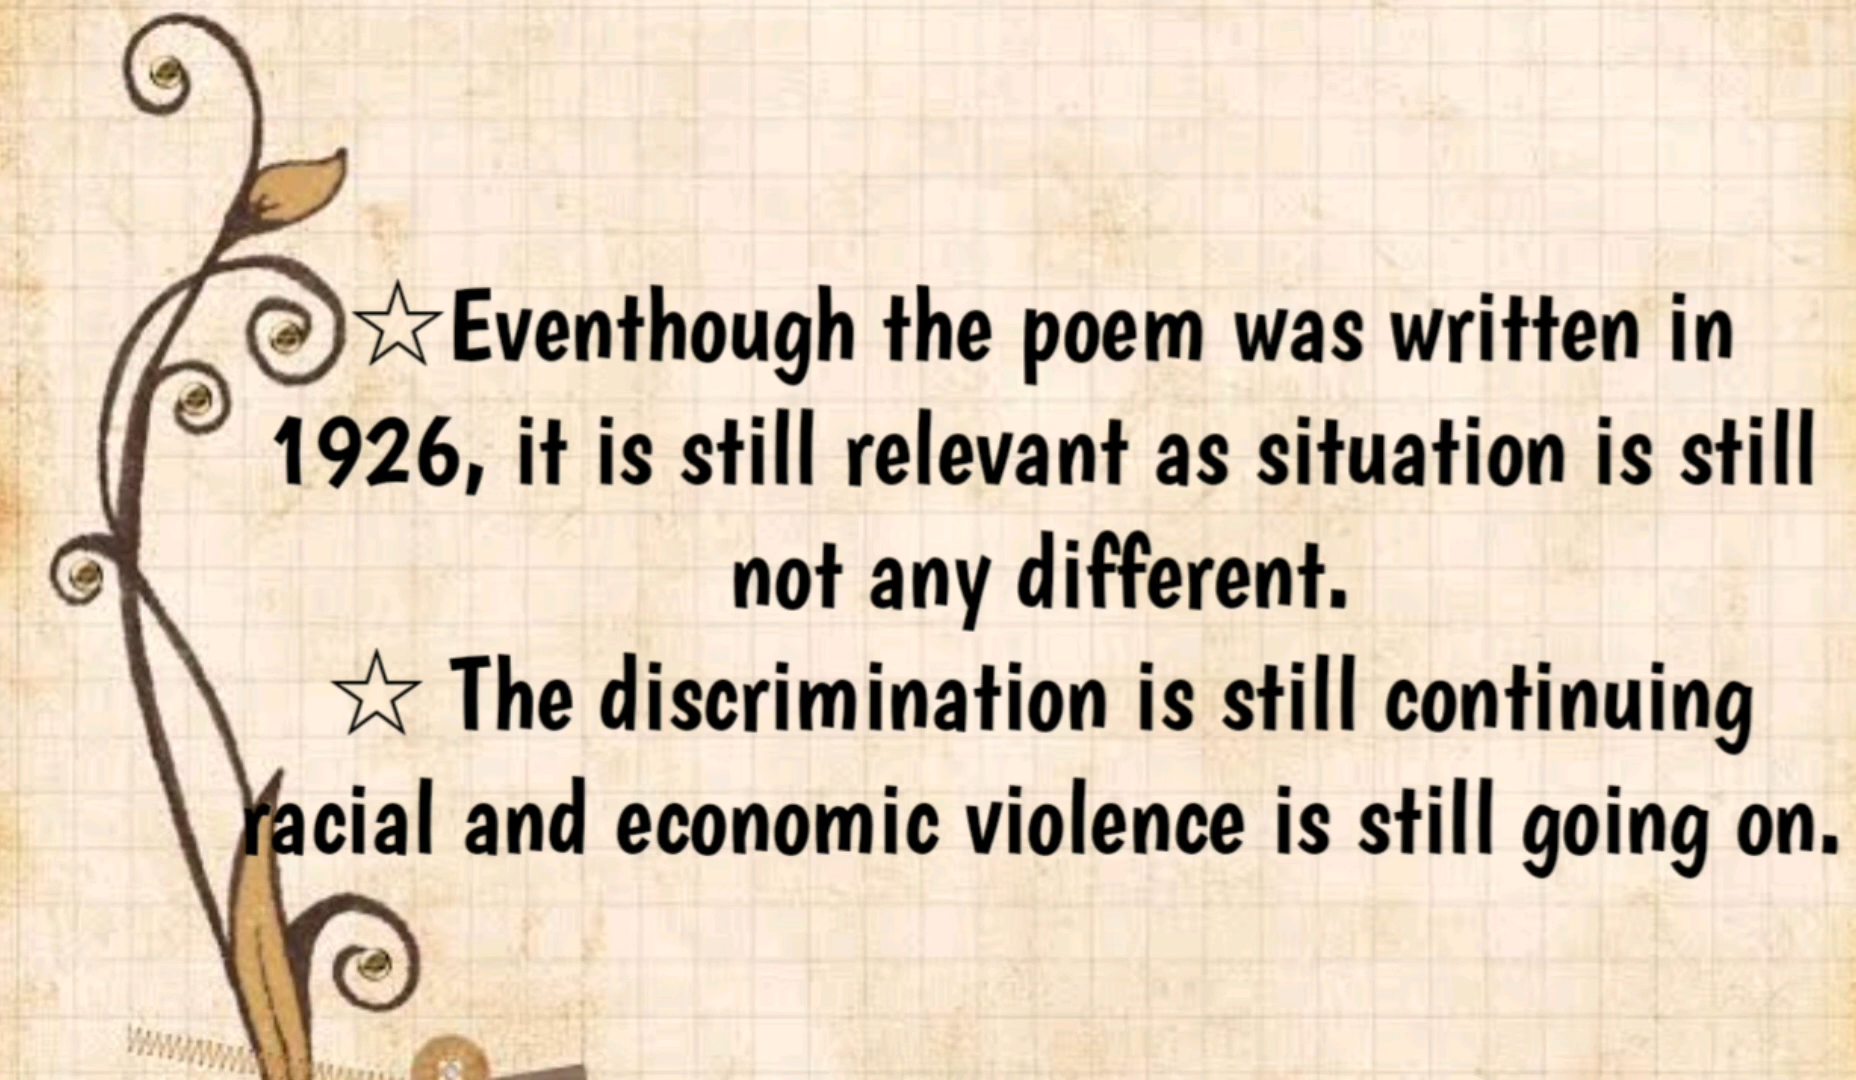 ☆Eventhough the poem was written in
1926, it is still relevant as situation is still
not any different.
☆ The discrimination is still continuing
racial and economic violence is still going on.